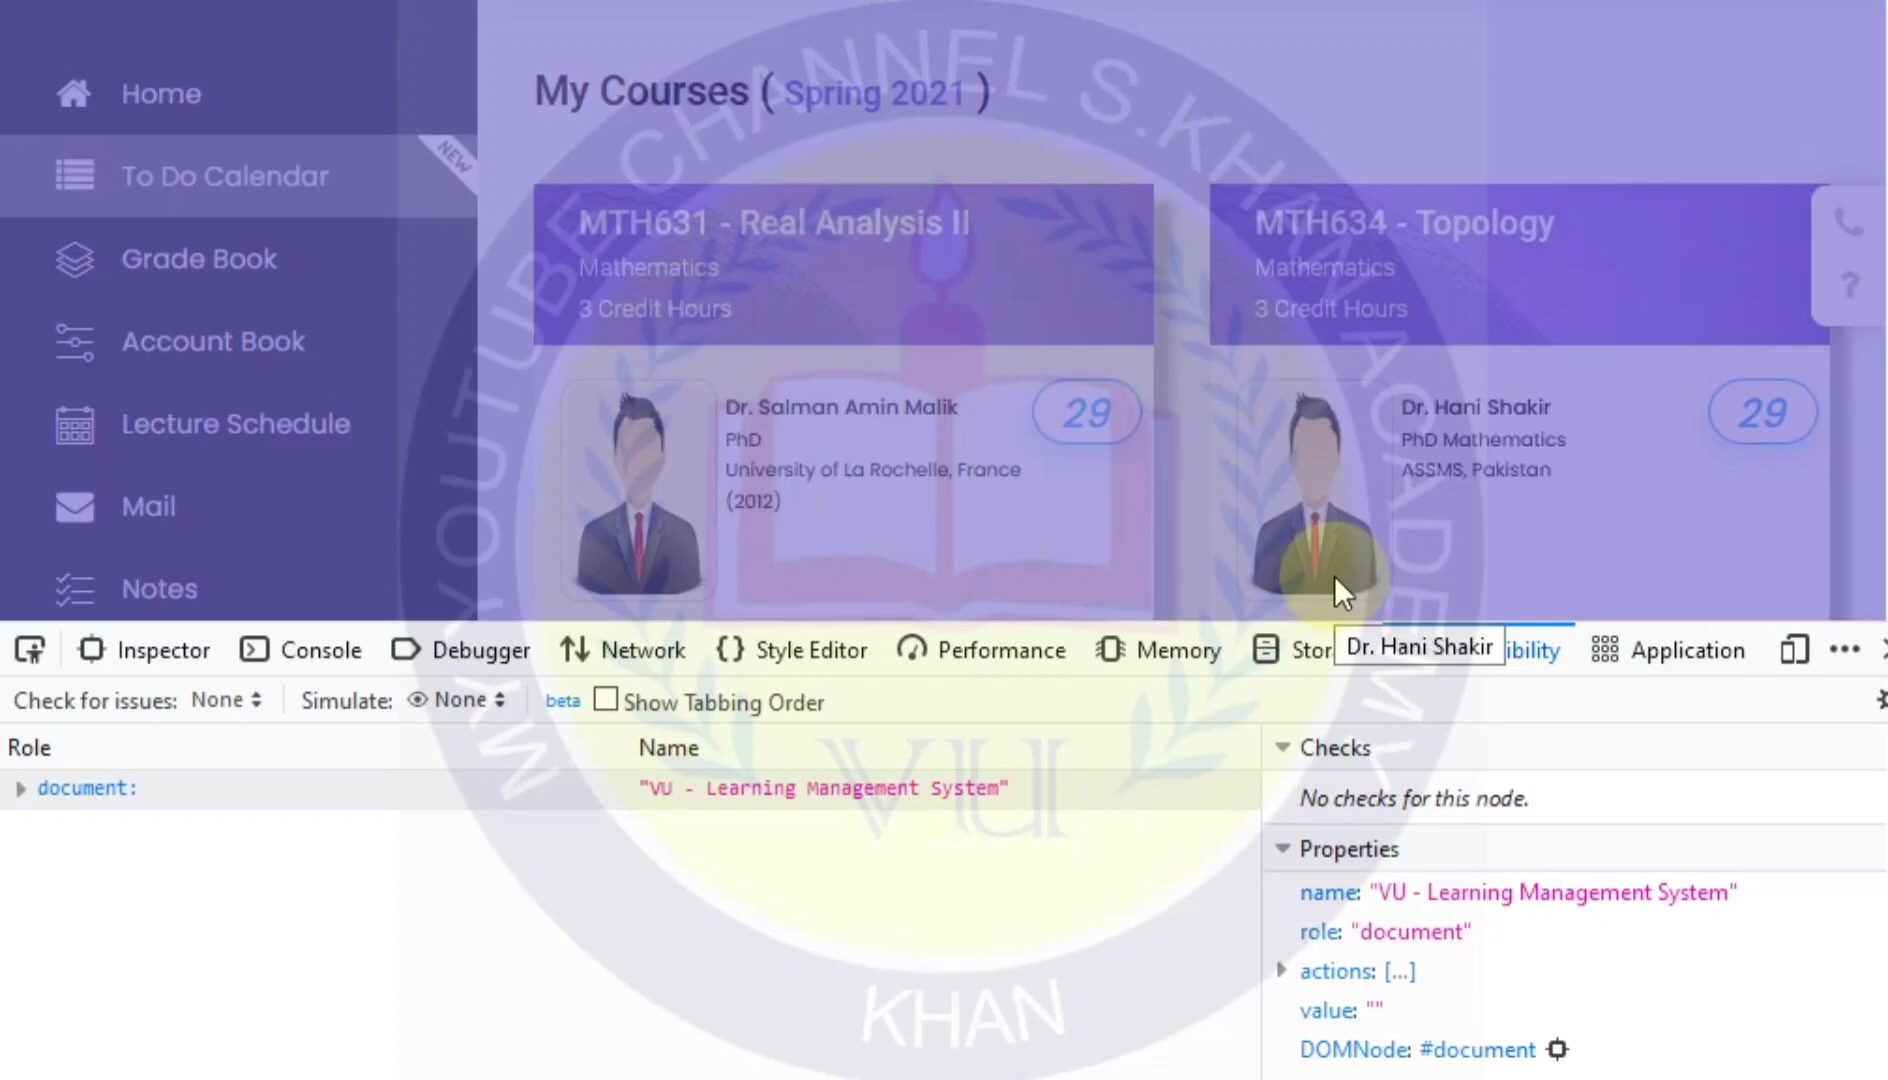 Home
To Do Calendar
NEW
Grade Book
Account Book
Lecture Schedule
Mail
Notes
My Courses ( Spring 2021 )
MTH631 - Real Analysis II
Mathematics
3 Credit Hours
Dr. Salman Amin Malik
PhD
University of La Rochelle, France
(2012)
29
MTH634 - Topology
Mathematics
3 Credit Hours
Dr. Hani Shakir
PhD Mathematics
ASSMS, Pakistan
29
?
MY YOUTUBE CHANNEL S.KHAN ACADEMY
VU
KHAN
Inspector Console Debugger Network Style Editor Performance Memory Stor Dr. Hani Shakir ibility Application
Check for issues: None Simulate: None beta Show Tabbing Order
Role Name
document: "VU - Learning Management System"
Checks
No checks for this node.
Properties
name: "VU - Learning Management System"
role: "document"
actions: [...]
value: ""
DOMNode: #document